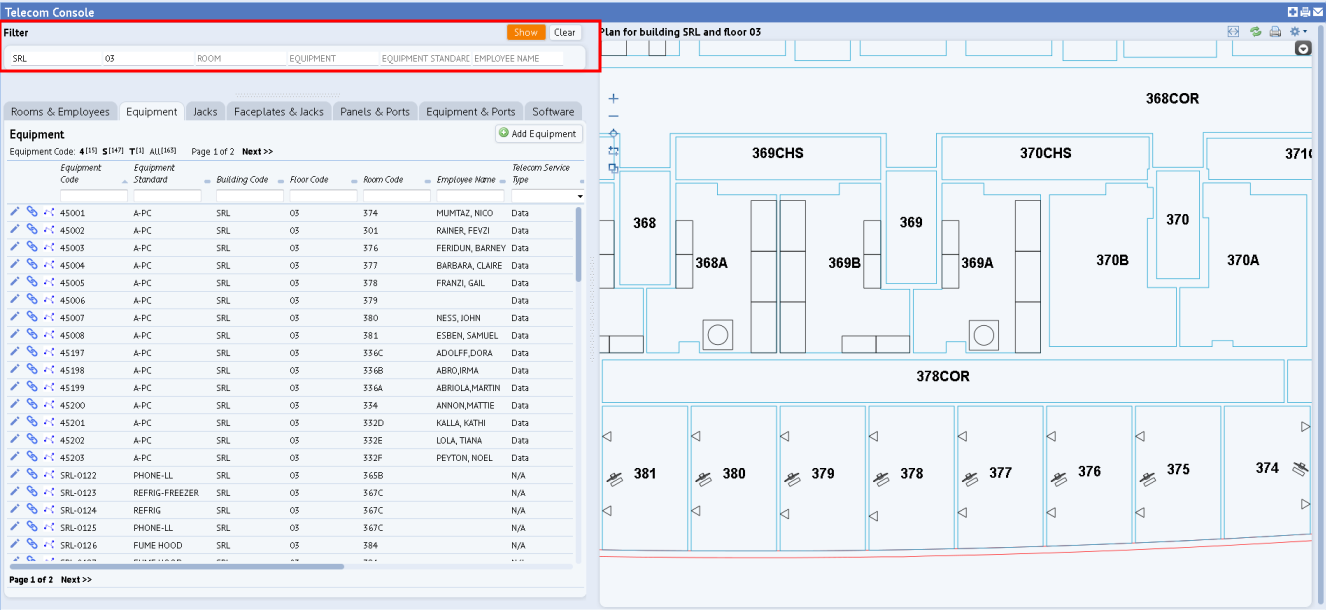 Telecom Console
Filter
Show Clear
SRL 03 ROOM EQUIPMENT EQUIPMENT STANDARD EMPLOYEE NAME
Rooms & Employees Equipment Jacks Faceplates & Jacks Panels & Ports Equipment & Ports Software
Equipment
Add Equipment
Equipment Code: 4[15] S[147] T[1] All[163] Page 1 of 2 Next >>
Equipment Code Equipment Standard Building Code Floor Code Room Code Employee Name Telecom Service Type
45001 A-PC SRL 03 374 MUMTAZ, NICO Data
45002 A-PC SRL 03 301 RAINER, FEVZI Data
45003 A-PC SRL 03 376 FERIDUN, BARNEY Data
45004 A-PC SRL 03 377 BARBARA, CLAIRE Data
45005 A-PC SRL 03 378 FRANZI, GAIL Data
45006 A-PC SRL 03 379 Data
45007 A-PC SRL 03 380 NESS, JOHN Data
45008 A-PC SRL 03 381 ESBEN, SAMUEL Data
45197 A-PC SRL 03 336C ADOLFF,DORA Data
45198 A-PC SRL 03 336B ABRO,IRMA Data
45199 A-PC SRL 03 336A ABRIOLA,MARTIN Data
45200 A-PC SRL 03 334 ANNON,MATTIE Data
45201 A-PC SRL 03 332D KALLA, KATHI Data
45202 A-PC SRL 03 332E LOLA, TIANA Data
45203 A-PC SRL 03 332F PEYTON, NOEL Data
SRL-0122 PHONE-LL SRL 03 365B N/A
SRL-0123 REFRIG-FREEZER SRL 03 367C N/A
SRL-0124 REFRIG SRL 03 367C N/A
SRL-0125 PHONE-LL SRL 03 367C N/A
SRL-0126 FUME HOOD SRL 03 384 N/A
Page 1 of 2 Next >>
Plan for building SRL and floor 03
368COR
369CHS 370CHS 371
368 369 370
368A 369B 369A 370B 370A
378COR
381 380 379 378 377 376 375 374